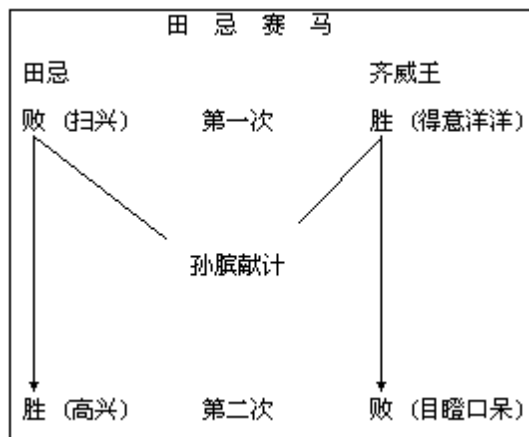 田 忌 赛 马
田忌 齐威王
败 (扫兴) 第一次 胜 (得意洋洋)
孙膑献计
胜 (高兴) 第二次 败 (目瞪口呆)